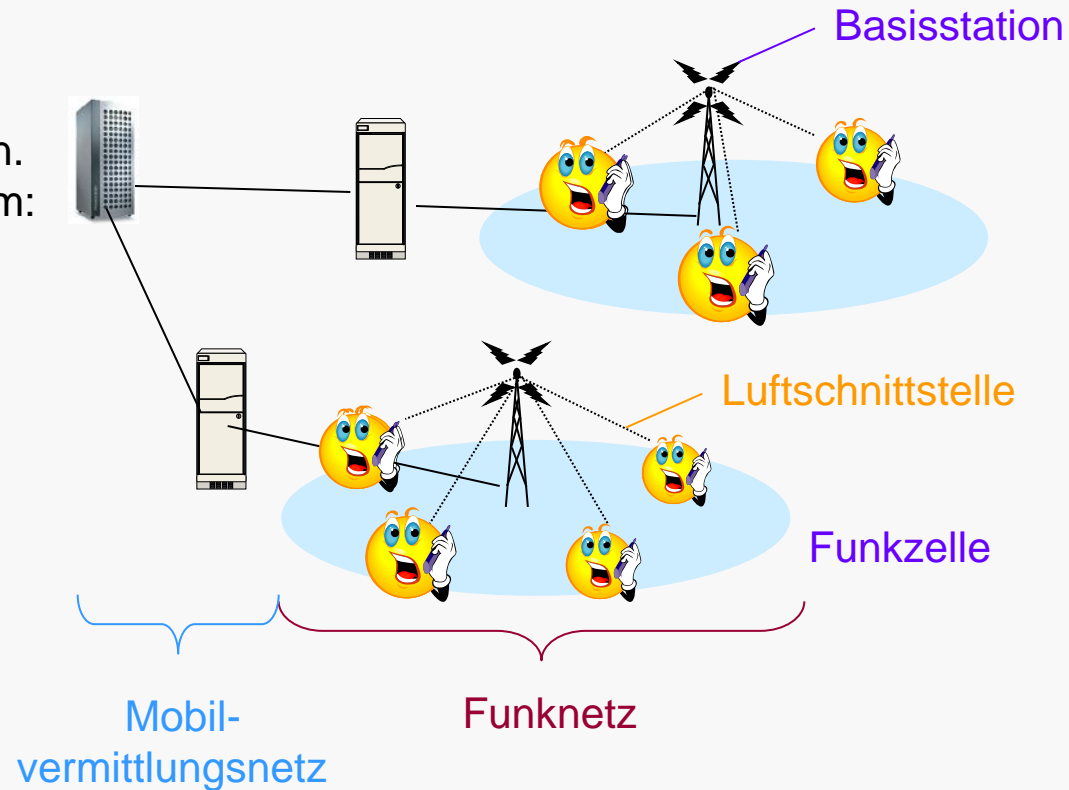 Basisstation
n.
m:
Luftschnittstelle
Funkzelle
Mobil-
vermittlungsnetz
Funknetz